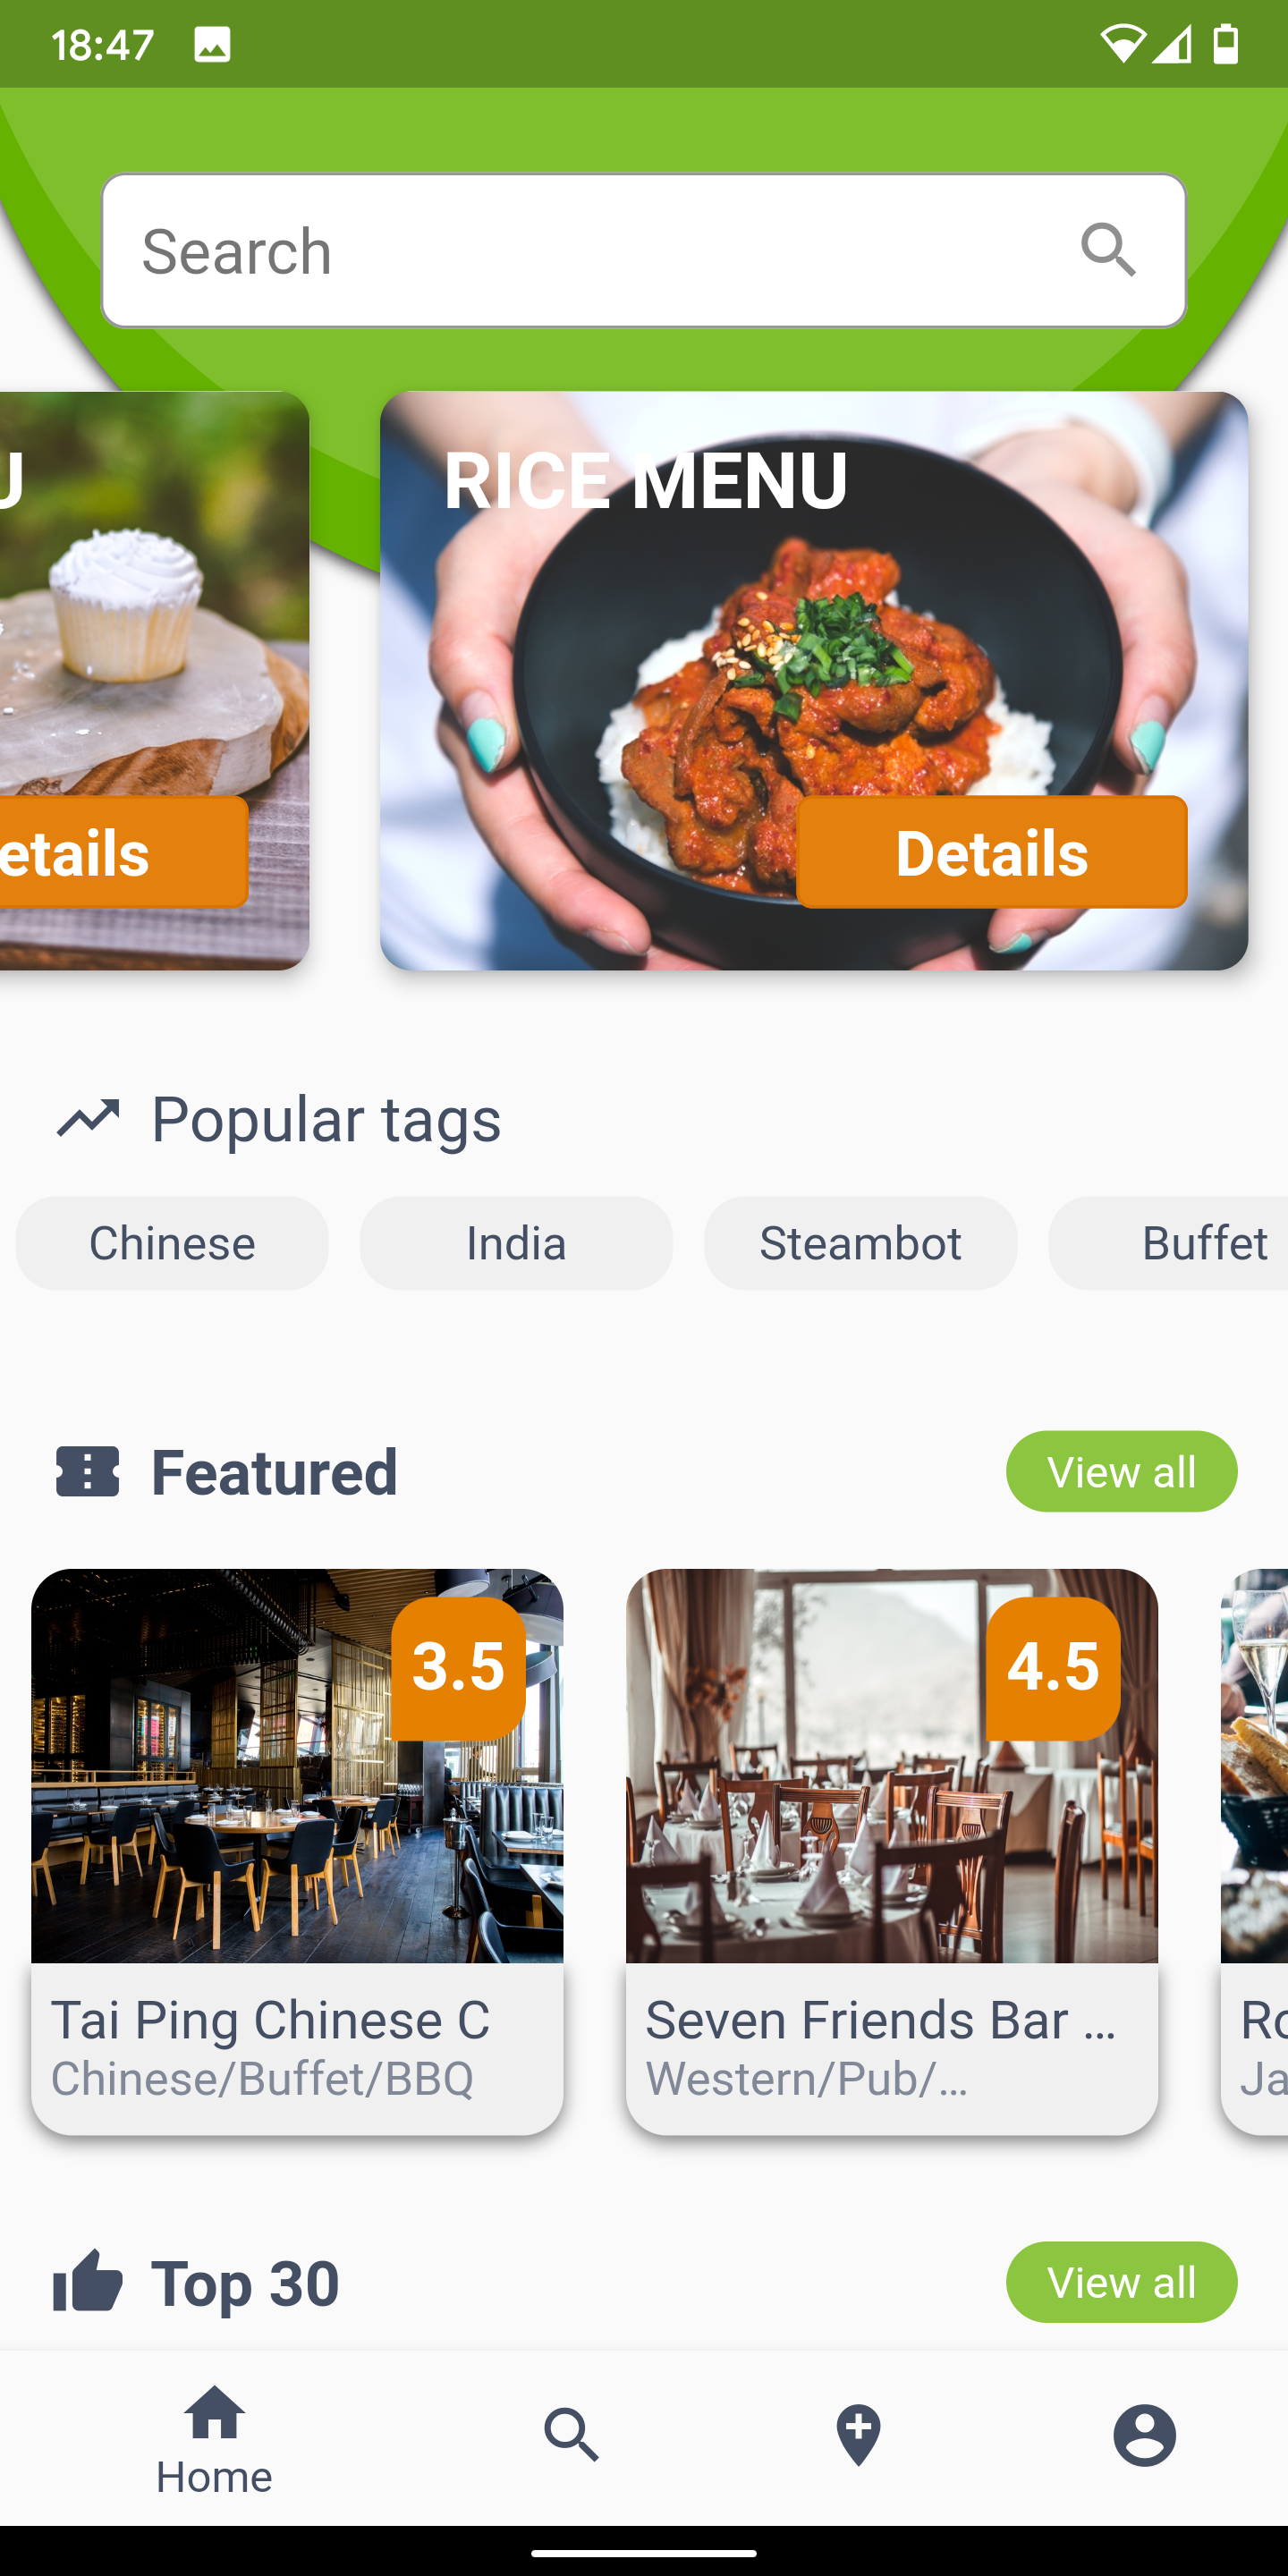 18:47
Search
U
RICE MENU
etails
Details
Popular tags
Chinese
India
Steambot
Buffet
Featured
View all
3.5
4.5
Tai Ping Chinese C
Chinese/Buffet/BBQ
Seven Friends Bar ...
Western/Pub/...
Ro
Ja
Top 30
View all
Home